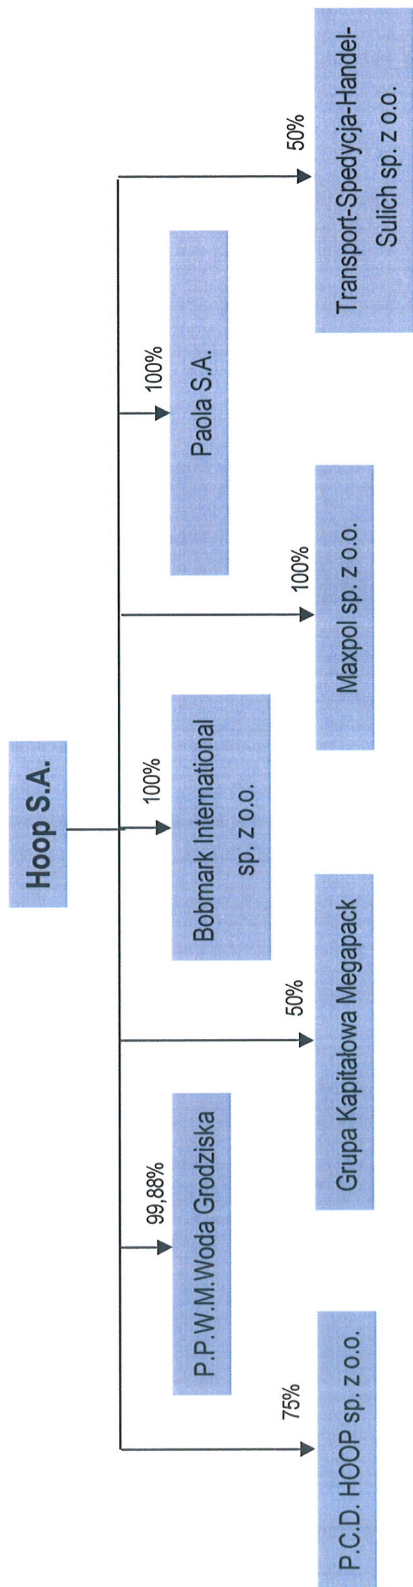 Hoop S.A.
99,88%
P.P.W.M.Woda Grodziska
100%
Bobmark International
sp. z o.o.
100%
Paola S.A.
75%
P.C.D. HOOP sp. z o.o.
50%
Grupa Kapitałowa Megapack
100%
Maxpol sp. z o.o.
50%
Transport-Spedycja-Handel-
Sulich sp. z o.o.